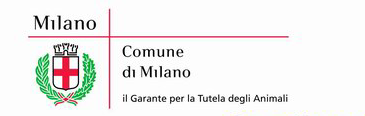 Milano
Comune
di Milano
il Garante per la Tutela degli Animali